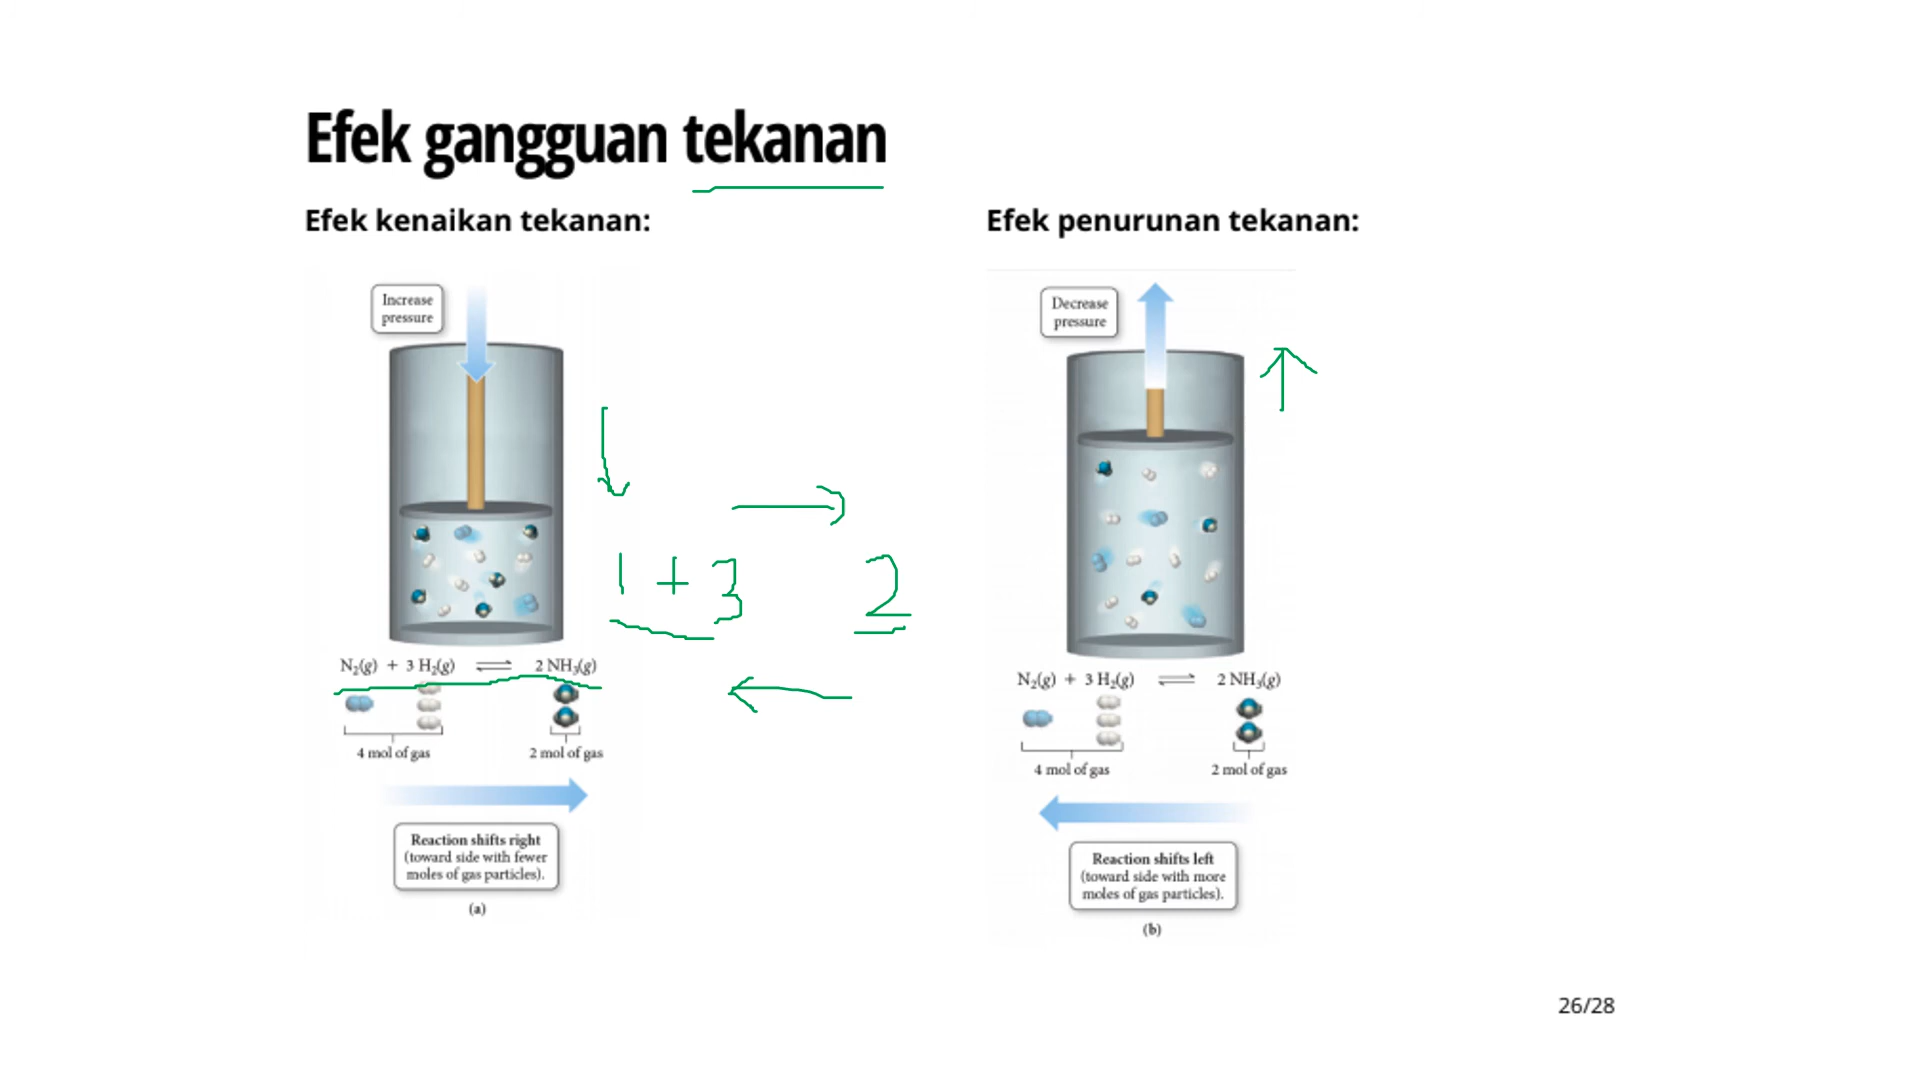 Efek gangguan tekanan
Efek kenaikan tekanan:
Increase
pressure
1 + 3 2
N₂(g) + 3 H₂(g) ⇌ 2 NH₃(g)
4 mol of gas 2 mol of gas
Reaction shifts right
(toward side with fewer
moles of gas particles).
(a)
Efek penurunan tekanan:
Decrease
pressure
N₂(g) + 3 H₂(g) ⇌ 2 NH₃(g)
4 mol of gas 2 mol of gas
Reaction shifts left
(toward side with more
moles of gas particles).
(b)
26/28